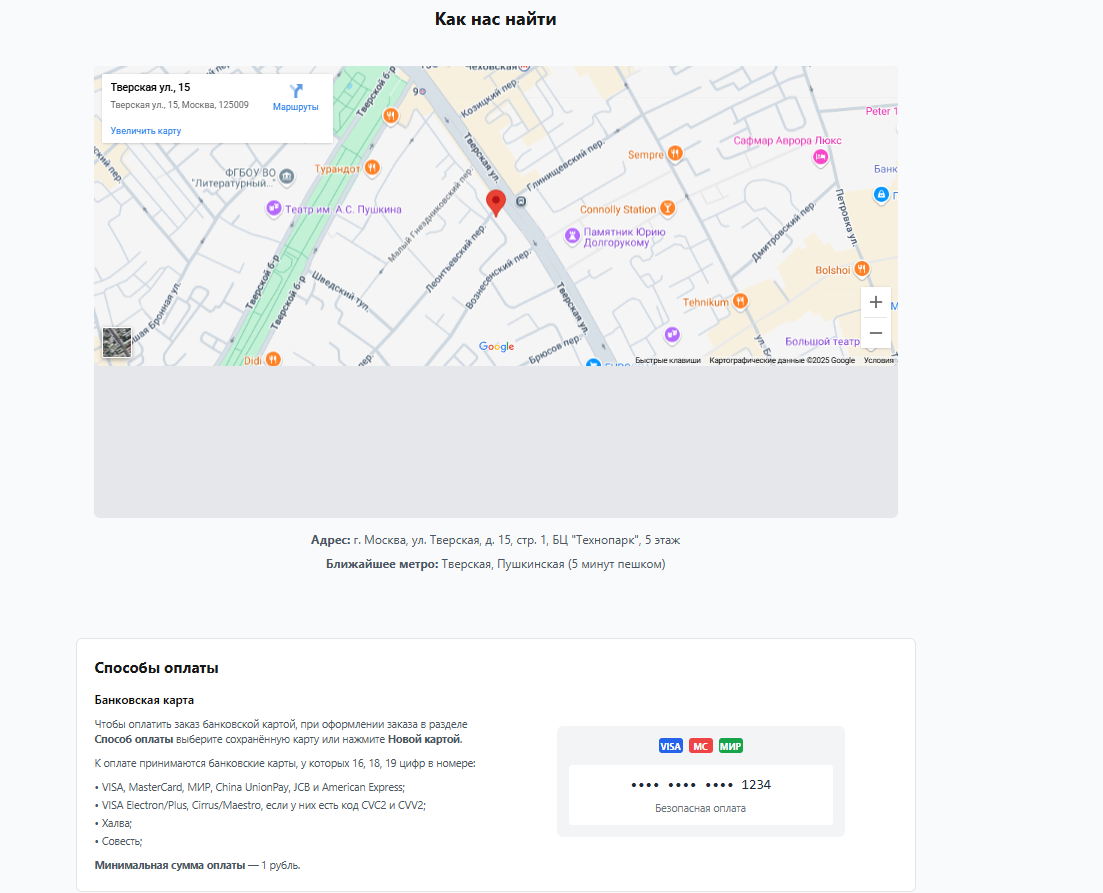 Как нас найти
Тверская ул., 15
Тверская ул., 15, Москва, 125009
Маршруты
Увеличить карту
Чеховская
9
Козицкий пер.
Тверской б-р
Тверская ул.
Peter
Сафмар Аврора Люкс
Sempre
Глинищевский пер.
Банк
ФГБОУ ВО
"Литературный..."
Турандот
Театр им. А.С. Пушкина
Малый Гнездниковский пер.
Connolly Station
Памятник Юрию
Долгорукому
Петровка ул.
Дмитровский пер.
Леонтьевский пер.
Вознесенский пер.
Bolshoi
Тверской б-р
Тверской б-р
Шведский туп.
Тверская ул.
Tehnikum
Google
Брюсов пер.
Большой театр
Didi
Быстрые клавиши
Картографические данные ©2025 Google
Условия
Адрес: г. Москва, ул. Тверская, д. 15, стр. 1, БЦ "Технопарк", 5 этаж
Ближайшее метро: Тверская, Пушкинская (5 минут пешком)
Способы оплаты
Банковская карта
Чтобы оплатить заказ банковской картой, при оформлении заказа в разделе
Способ оплаты выберите сохранённую карту или нажмите Новой картой.
К оплате принимаются банковские карты, у которых 16, 18, 19 цифр в номере:
• VISA, MasterCard, МИР, China UnionPay, JCB и American Express;
• VISA Electron/Plus, Cirrus/Maestro, если у них есть код CVC2 и CVV2;
• Халва;
• Совесть;
Минимальная сумма оплаты — 1 рубль.
VISA MC МИР
•••• •••• •••• 1234
Безопасная оплата